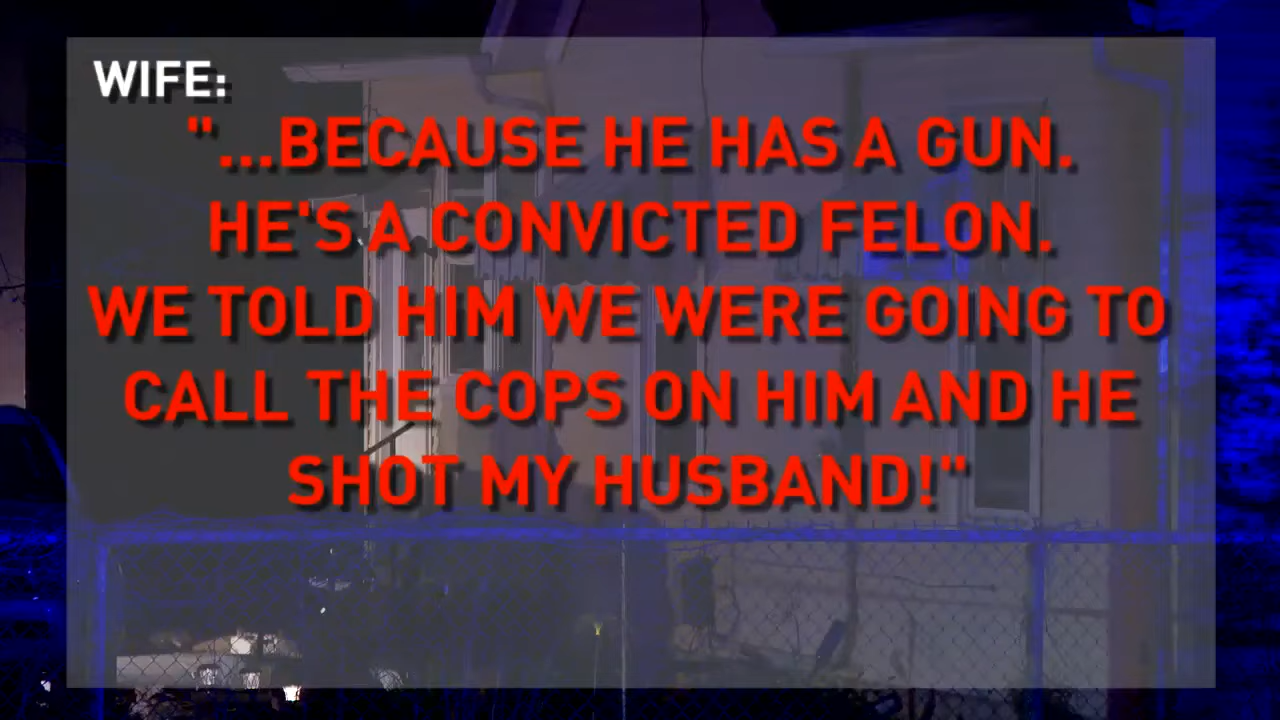 WIFE:
"...BECAUSE HE HAS A GUN.
HE'S A CONVICTED FELON.
WE TOLD HIM WE WERE GOING TO
CALL THE COPS ON HIM AND HE
SHOT MY HUSBAND!"